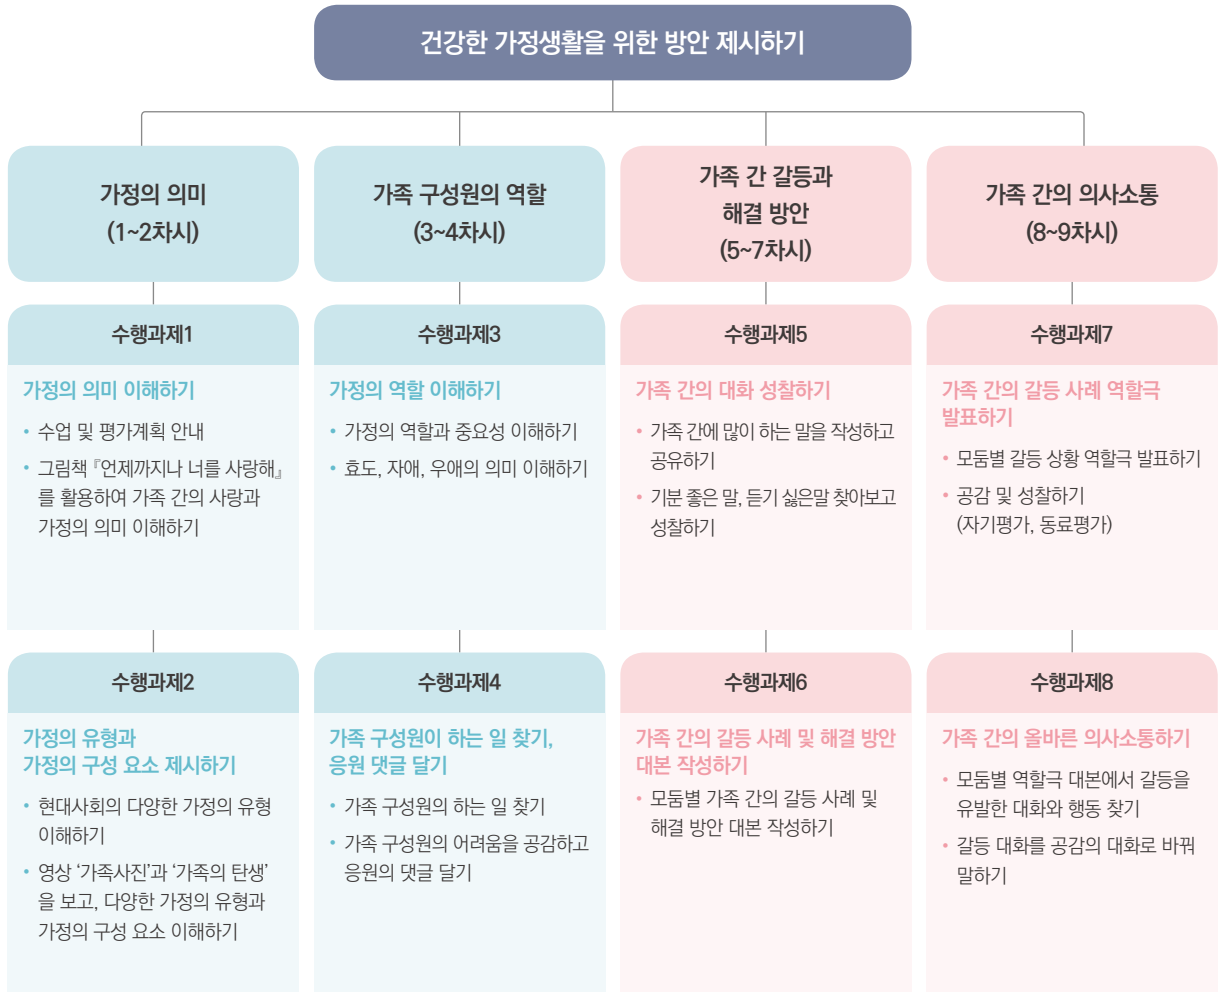 건강한 가정생활을 위한 방안 제시하기
가정의 의미
(1~2차시)
가족 구성원의 역할
(3~4차시)
가족 간 갈등과
해결 방안
(5~7차시)
가족 간의 의사소통
(8~9차시)
수행과제1
가정의 의미 이해하기
• 수업 및 평가계획 안내
• 그림책 『언제까지나 너를 사랑해』
를 활용하여 가족 간의 사랑과
가정의 의미 이해하기
수행과제3
가정의 역할 이해하기
• 가정의 역할과 중요성 이해하기
• 효도, 자애, 우애의 의미 이해하기
수행과제5
가족 간의 대화 성찰하기
• 가족 간에 많이 하는 말을 작성하고
공유하기
• 기분 좋은 말, 듣기 싫은말 찾아보고
성찰하기
수행과제7
가족 간의 갈등 사례 역할극
발표하기
• 모둠별 갈등 상황 역할극 발표하기
• 공감 및 성찰하기
(자기평가, 동료평가)
수행과제2
가정의 유형과
가정의 구성 요소 제시하기
• 현대사회의 다양한 가정의 유형
이해하기
• 영상 ‘가족사진’과 ‘가족의 탄생’
을 보고, 다양한 가정의 유형과
가정의 구성 요소 이해하기
수행과제4
가족 구성원이 하는 일 찾기,
응원 댓글 달기
• 가족 구성원의 하는 일 찾기
• 가족 구성원의 어려움을 공감하고
응원의 댓글 달기
수행과제6
가족 간의 갈등 사례 및 해결 방안
대본 작성하기
• 모둠별 가족 간의 갈등 사례 및
해결 방안 대본 작성하기
수행과제8
가족 간의 올바른 의사소통하기
• 모둠별 역할극 대본에서 갈등을
유발한 대화와 행동 찾기
• 갈등 대화를 공감의 대화로 바꿔
말하기